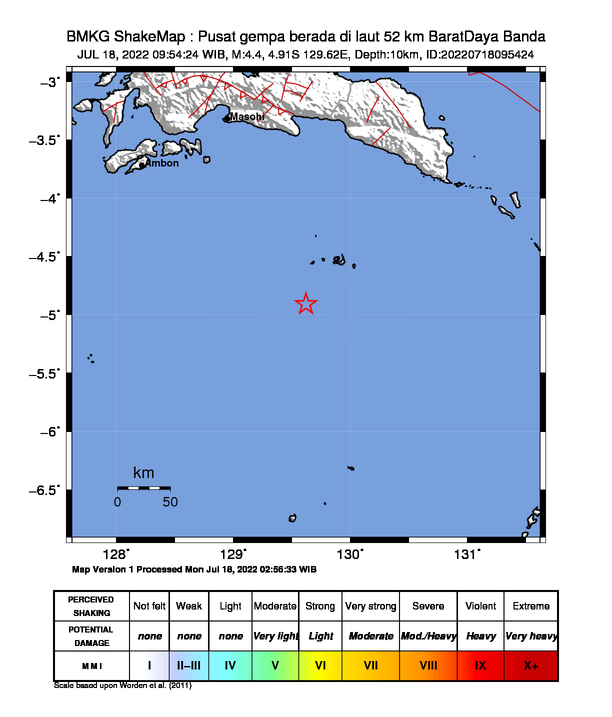 BMKG ShakeMap : Pusat gempa berada di laut 52 km BaratDaya Banda
JUL 18, 2022 09:54:24 WIB, M:4.4, 4.91S 129.62E, Depth:10km, ID:20220718095424
−3°
−3.5°
−4°
−4.5°
−5°
−5.5°
−6°
−6.5°
Masohi
Ambon
km
0 50
128° 129° 130° 131°
Map Version 1 Processed Mon Jul 18, 2022 02:56:33 WIB
PERCEIVED SHAKING Not felt Weak Light Moderate Strong Very strong Severe Violent Extreme
POTENTIAL DAMAGE none none none Very light Light Moderate Mod./Heavy Heavy Very heavy
MMI I II–III IV V VI VII VIII IX X+
Scale based upon Worden et al. (2011)